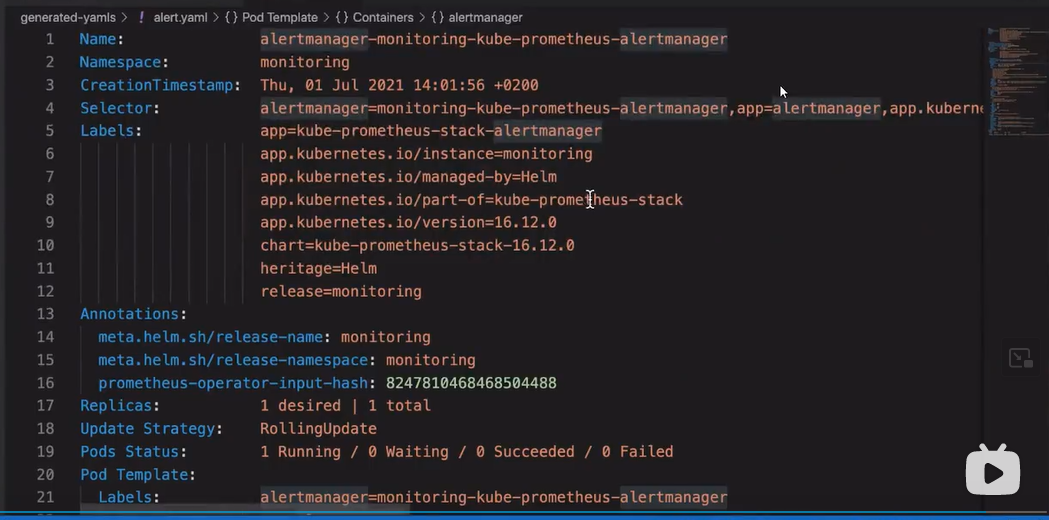 generated-yamls > ! alert.yaml > {} Pod Template > {} Containers > {} alertmanager
1 Name: alertmanager-monitoring-kube-prometheus-alertmanager
2 Namespace: monitoring
3 CreationTimestamp: Thu, 01 Jul 2021 14:01:56 +0200
4 Selector: alertmanager=monitoring-kube-prometheus-alertmanager,app=alertmanager,app.kuberne
5 Labels: app=kube-prometheus-stack-alertmanager
6 app.kubernetes.io/instance=monitoring
7 app.kubernetes.io/managed-by=Helm
8 app.kubernetes.io/part-of=kube-prometheus-stack
9 app.kubernetes.io/version=16.12.0
10 chart=kube-prometheus-stack-16.12.0
11 heritage=Helm
12 release=monitoring
13 Annotations:
14 meta.helm.sh/release-name: monitoring
15 meta.helm.sh/release-namespace: monitoring
16 prometheus-operator-input-hash: 8247810468468504488
17 Replicas: 1 desired | 1 total
18 Update Strategy: RollingUpdate
19 Pods Status: 1 Running / 0 Waiting / 0 Succeeded / 0 Failed
20 Pod Template:
21 Labels: alertmanager=monitoring-kube-prometheus-alertmanager